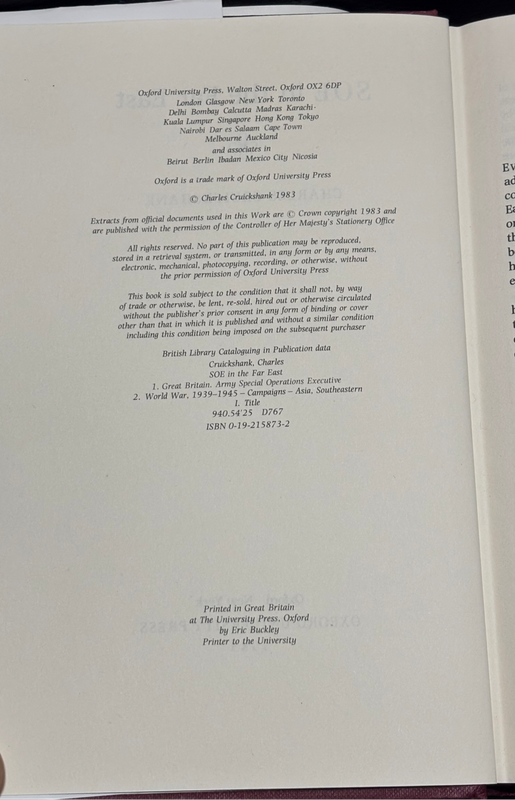 Oxford University Press, Walton Street, Oxford OX2 6DP
London Glasgow New York Toronto
Delhi Bombay Calcutta Madras Karachi
Kuala Lumpur Singapore Hong Kong Tokyo
Nairobi Dar es Salaam Cape Town
Melbourne Auckland
and associates in
Beirut Berlin Ibadan Mexico City Nicosia
Oxford is a trade mark of Oxford University Press
© Charles Cruickshank 1983
Extracts from official documents used in this Work are © Crown copyright 1983 and
are published with the permission of the Controller of Her Majesty's Stationery Office
All rights reserved. No part of this publication may be reproduced,
stored in a retrieval system, or transmitted, in any form or by any means,
electronic, mechanical, photocopying, recording, or otherwise, without
the prior permission of Oxford University Press
This book is sold subject to the condition that it shall not, by way
of trade or otherwise, be lent, re-sold, hired out or otherwise circulated
without the publisher's prior consent in any form of binding or cover
other than that in which it is published and without a similar condition
including this condition being imposed on the subsequent purchaser
British Library Cataloguing in Publication data
Cruickshank, Charles
SOE in the Far East
1. Great Britain. Army Special Operations Executive
2. World War, 1939–1945 – Campaigns – Asia, Southeastern
I. Title
940.54'25 D767
ISBN 0-19-215873-2
Printed in Great Britain
at The University Press, Oxford
by Eric Buckley
Printer to the University